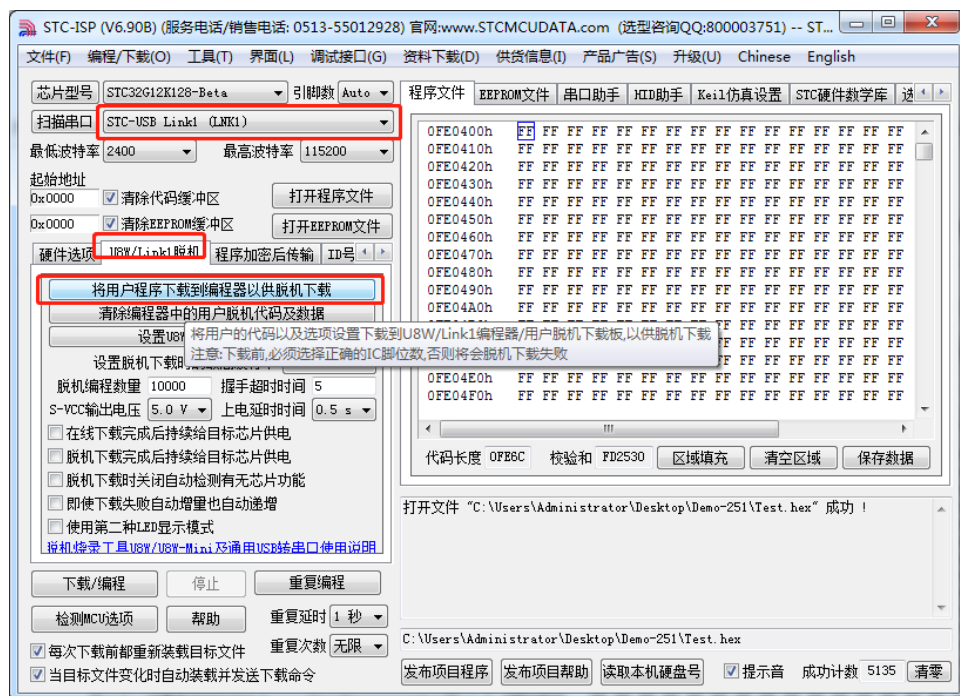 STC-ISP (V6.90B) (服务电话/销售电话: 0513-55012928) 官网:www.STCMCUDATA.com (选型咨询QQ:800003751) -- ST...
文件(F) 编程/下载(O) 工具(T) 界面(L) 调试接口(G) 资料下载(D) 供货信息(I) 产品广告(S) 升级(U) Chinese English
芯片型号 STC32G12K128-Beta 引脚数 Auto
扫描串口 STC-USB Link1 (LNK1)
最低波特率 2400 最高波特率 115200
起始地址
0x0000 清除代码缓冲区 打开程序文件
0x0000 清除EEPROM缓冲区 打开EEPROM文件
硬件选项 U8W/Link1脱机 程序加密后传输 ID号
将用户程序下载到编程器以供脱机下载
清除编程器中的用户脱机代码及数据
设置U8W
设置脱机下载时
脱机编程数量 10000 握手超时时间 5
S-VCC输出电压 5.0 V 上电延时时间 0.5 s
在线下载完成后持续给目标芯片供电
脱机下载完成后持续给目标芯片供电
脱机下载时关闭自动检测有无芯片功能
即使下载失败自动增量也自动递增
使用第二种LED显示模式
脱机烧录工具U8W/U8W-Mini及通用USB转串口使用说明
将用户的代码以及选项设置下载到U8W/Link1编程器/用户脱机下载板,以供脱机下载
注意:下载前,必须选择正确的IC脚位数,否则将会脱机下载失败
下载/编程 停止 重复编程
检测MCU选项 帮助 重复延时 1 秒
每次下载前都重新装载目标文件 重复次数 无限
当目标文件变化时自动装载并发送下载命令
程序文件 EEPROM文件 串口助手 HID助手 Keil仿真设置 STC硬件数学库
0FE0400h FF FF FF FF FF FF FF FF FF FF FF FF FF FF FF FF
0FE0410h FF FF FF FF FF FF FF FF FF FF FF FF FF FF FF FF
0FE0420h FF FF FF FF FF FF FF FF FF FF FF FF FF FF FF FF
0FE0430h FF FF FF FF FF FF FF FF FF FF FF FF FF FF FF FF
0FE0440h FF FF FF FF FF FF FF FF FF FF FF FF FF FF FF FF
0FE0450h FF FF FF FF FF FF FF FF FF FF FF FF FF FF FF FF
0FE0460h FF FF FF FF FF FF FF FF FF FF FF FF FF FF FF FF
0FE0470h FF FF FF FF FF FF FF FF FF FF FF FF FF FF FF FF
0FE0480h FF FF FF FF FF FF FF FF FF FF FF FF FF FF FF FF
0FE0490h FF FF FF FF FF FF FF FF FF FF FF FF FF FF FF FF
0FE04A0h FF FF FF FF FF FF FF FF FF FF FF FF FF FF FF FF
FF FF FF FF FF FF FF FF FF FF FF FF FF FF FF FF
FF FF FF FF FF FF FF FF FF FF
FF FF FF FF FF FF FF FF FF FF
0FE04E0h FF FF FF FF FF FF FF FF FF FF FF FF FF FF FF FF
0FE04F0h FF FF FF FF FF FF FF FF FF FF FF FF FF FF FF FF
代码长度 0FE6C 校验和 FD2530 区域填充 清空区域 保存数据
打开文件 "C:\Users\Administrator\Desktop\Demo-251\Test.hex" 成功 !
C:\Users\Administrator\Desktop\Demo-251\Test.hex
发布项目程序 发布项目帮助 读取本机硬盘号 提示音 成功计数 5135 清零